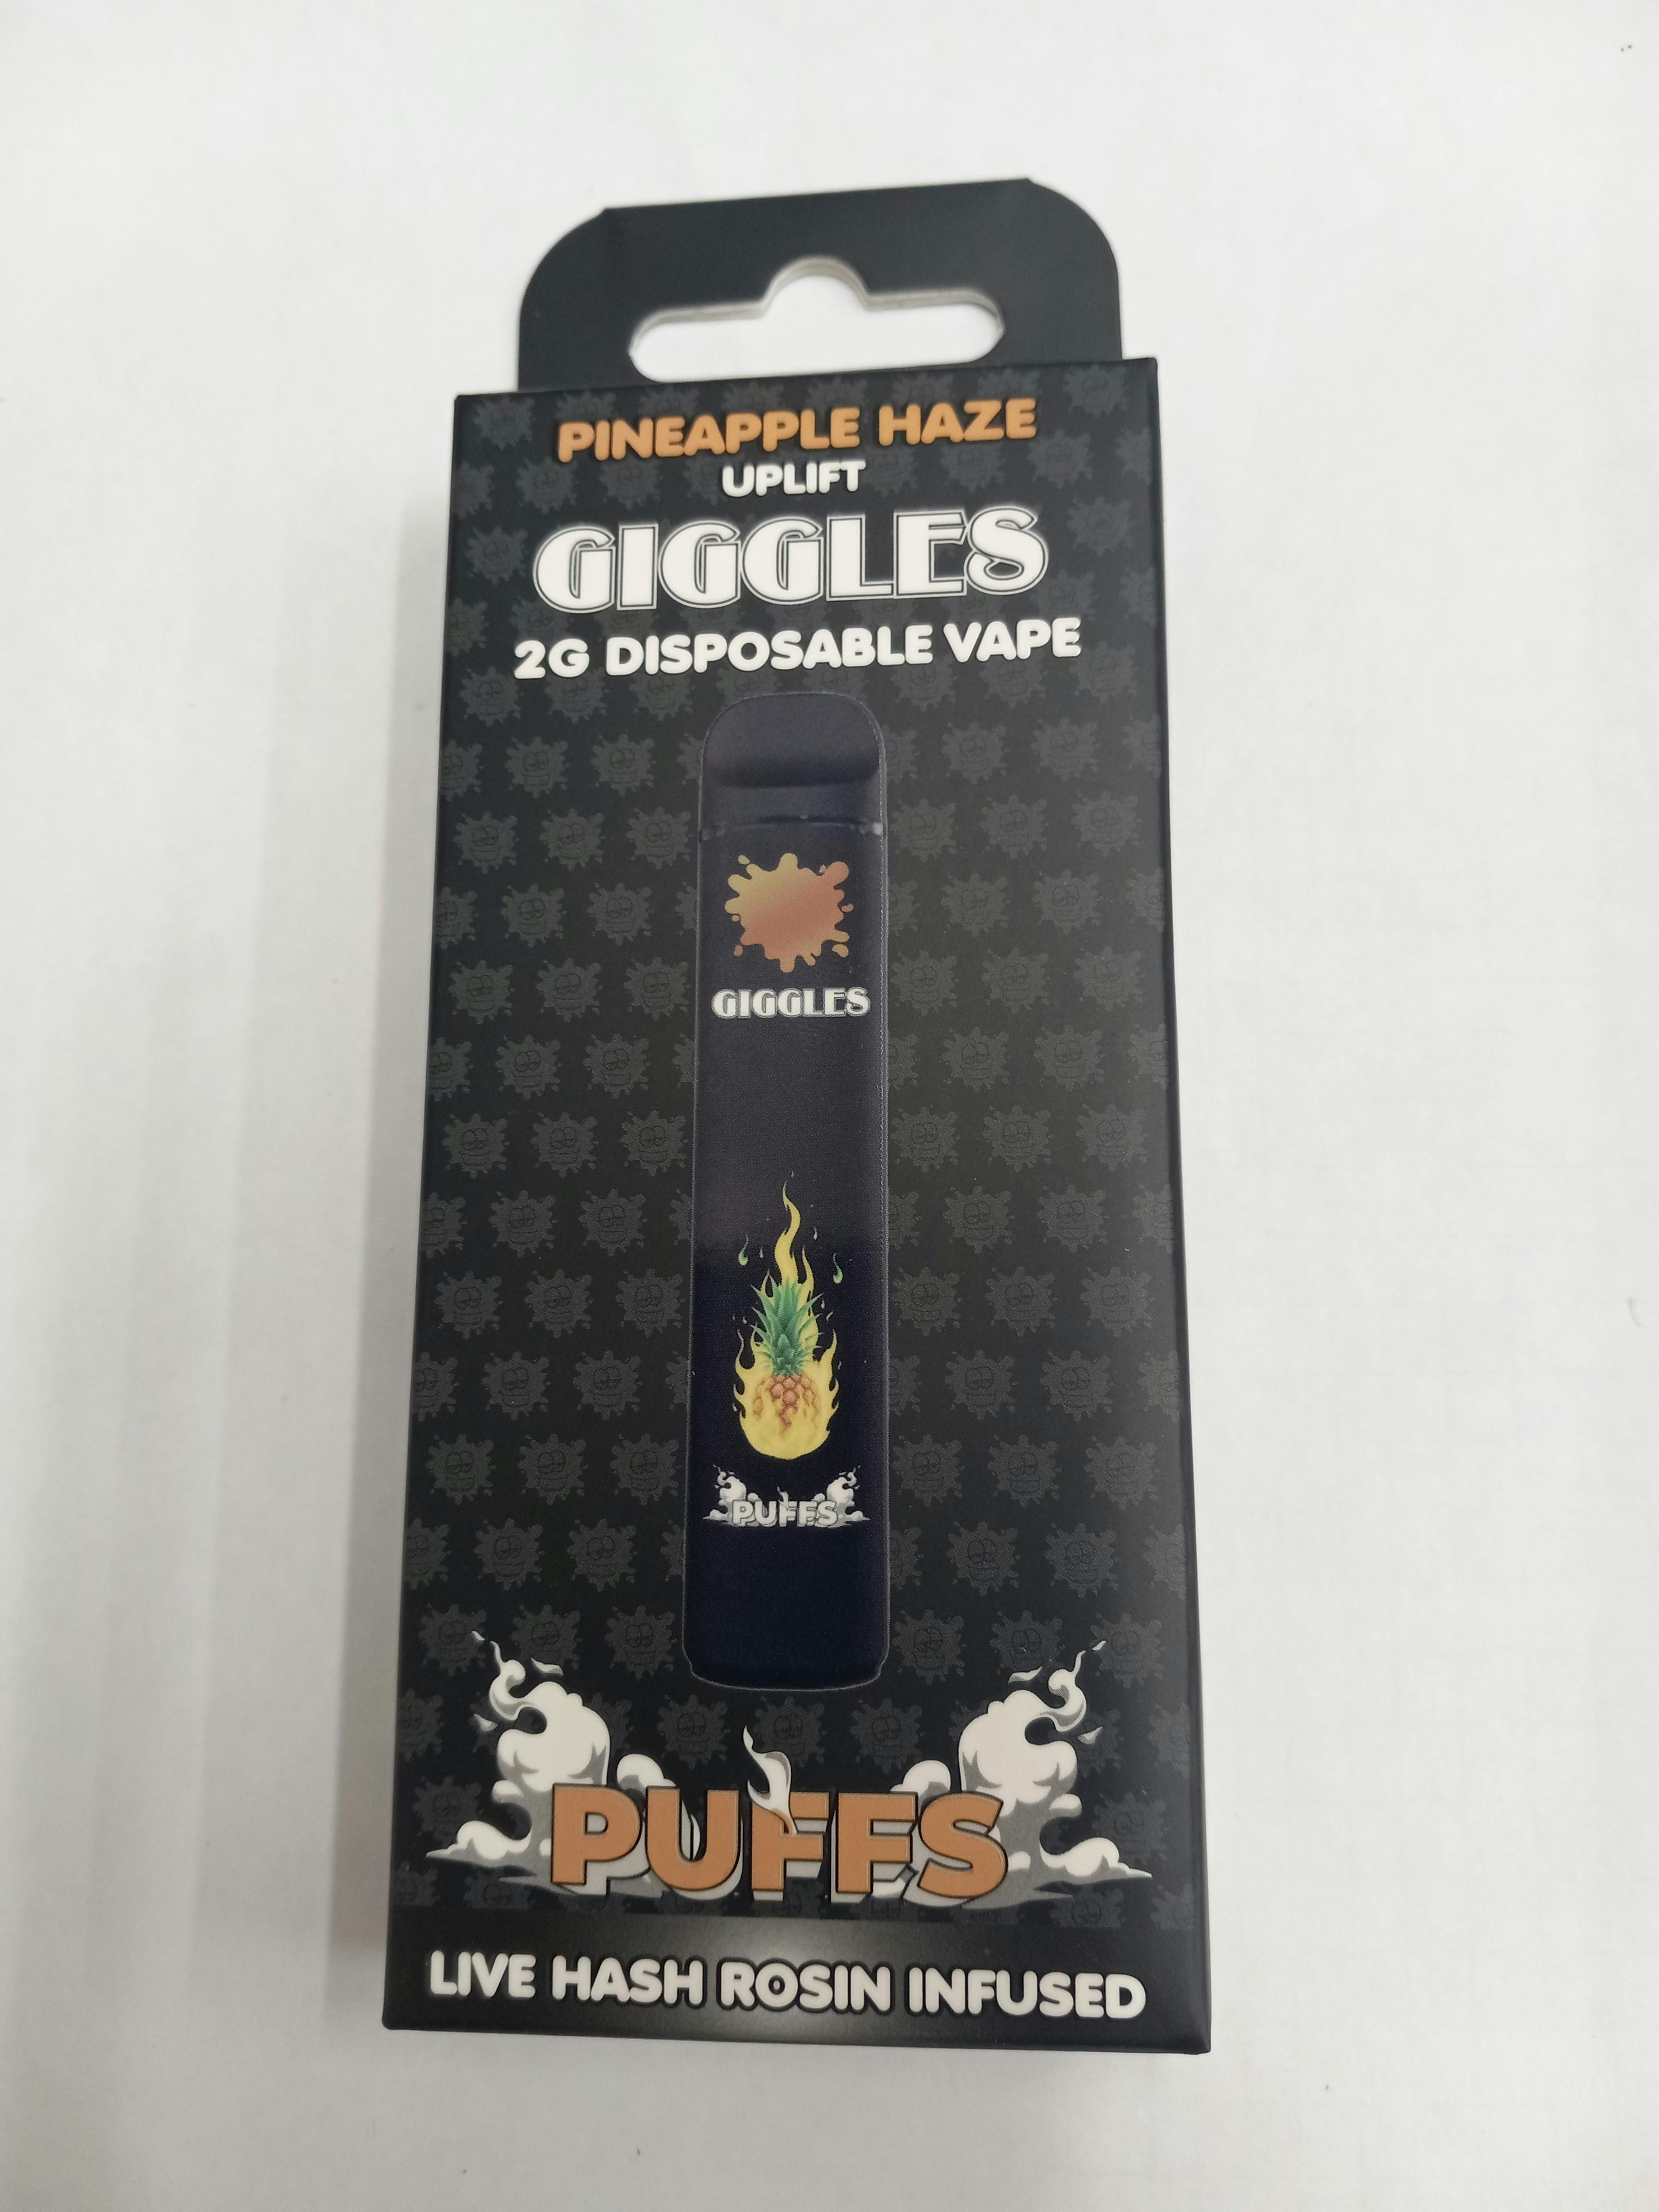 PINEAPPLE HAZE
UPLIFT
GIGGLES
2G DISPOSABLE VAPE
GIGGLES
PUFFS
PUFFS
LIVE HASH ROSIN INFUSED